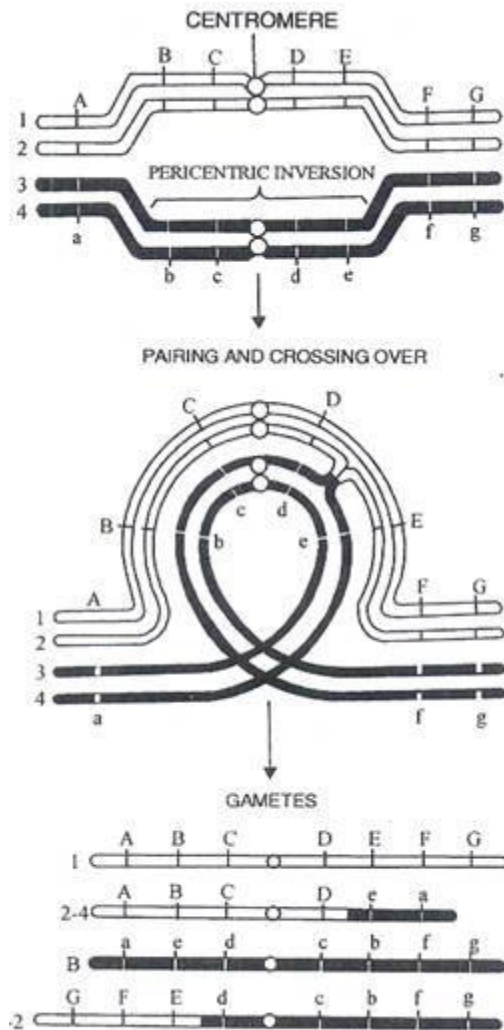 CENTROMERE
B C D E
A F G
1
2
3
PERICENTRIC INVERSION
4
a f g
b c d e
PAIRING AND CROSSING OVER
C D
c d
B b e E
A F G
1
2
3
4
a f g
GAMETES
A B C D E F G
1
A B C D e a
2-4
a e d c b f g
B
G F E d c b f g
-2